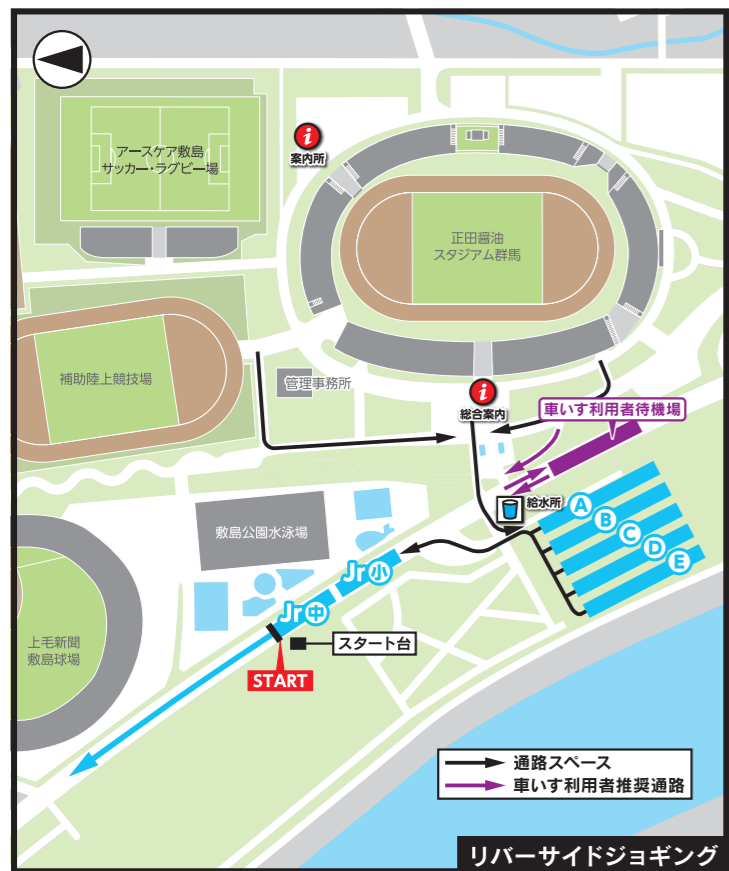 アースケア敷島
サッカー・ラグビー場
i
案内所
正田醤油
スタジアム群馬
補助陸上競技場
管理事務所
i
総合案内
車いす利用者待機場
給水所
A
B
C
D
E
敷島公園水泳場
Jr小
Jr中
スタート台
START
上毛新聞
敷島球場
通路スペース
車いす利用者推奨通路
リバーサイドジョギング